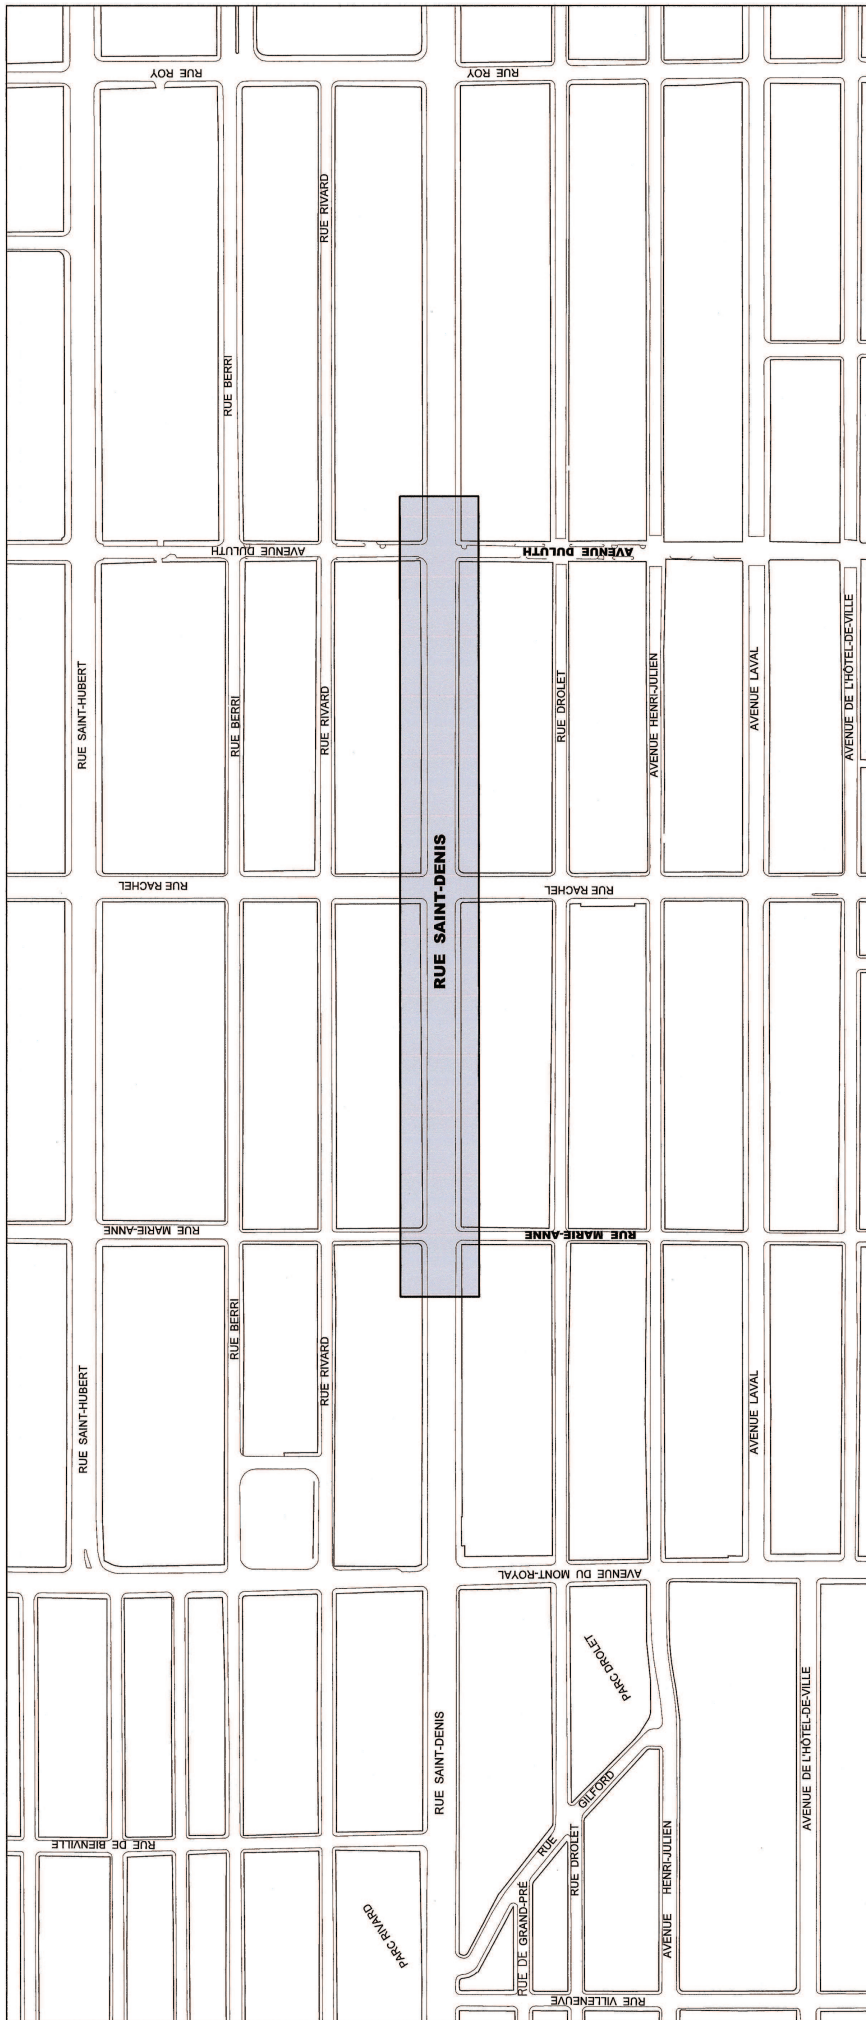 RUE ROY
RUE ROY
RUE RIVARD
RUE BERRI
AVENUE DULUTH
AVENUE DULUTH
RUE SAINT-HUBERT
RUE BERRI
RUE RIVARD
RUE DROLET
AVENUE HENRI-JULIEN
AVENUE LAVAL
AVENUE DE L'HÔTEL-DE-VILLE
RUE SAINT-DENIS
RUE RACHEL
RUE RACHEL
RUE MARIE-ANNE
RUE MARIE-ANNE
RUE SAINT-HUBERT
RUE BERRI
RUE RIVARD
AVENUE LAVAL
AVENUE DU MONT-ROYAL
PARC DROLET
RUE SAINT-DENIS
AVENUE DE L'HÔTEL-DE-VILLE
RUE GILFORD
RUE DROLET
AVENUE HENRI-JULIEN
RUE DE BIENVILLE
PARC RIVARD
RUE DE GRAND-PRÉ
RUE VILLENEUVE